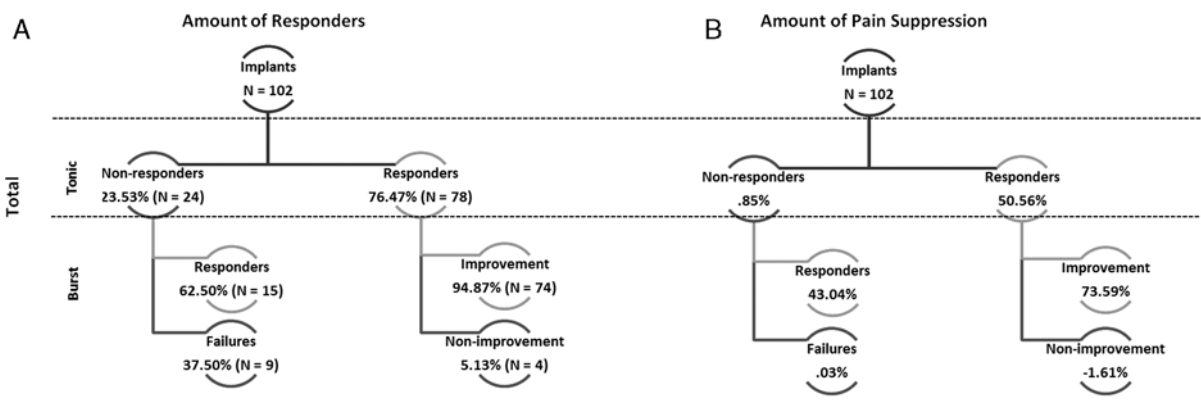 A
Amount of Responders
Implants
N = 102
Total
Tonic
Non-responders
23.53% (N = 24)
Responders
76.47% (N = 78)
Burst
Responders
62.50% (N = 15)
Failures
37.50% (N = 9)
Improvement
94.87% (N = 74)
Non-improvement
5.13% (N = 4)
B
Amount of Pain Suppression
Implants
N = 102
Non-responders
.85%
Responders
50.56%
Responders
43.04%
Failures
.03%
Improvement
73.59%
Non-improvement
-1.61%